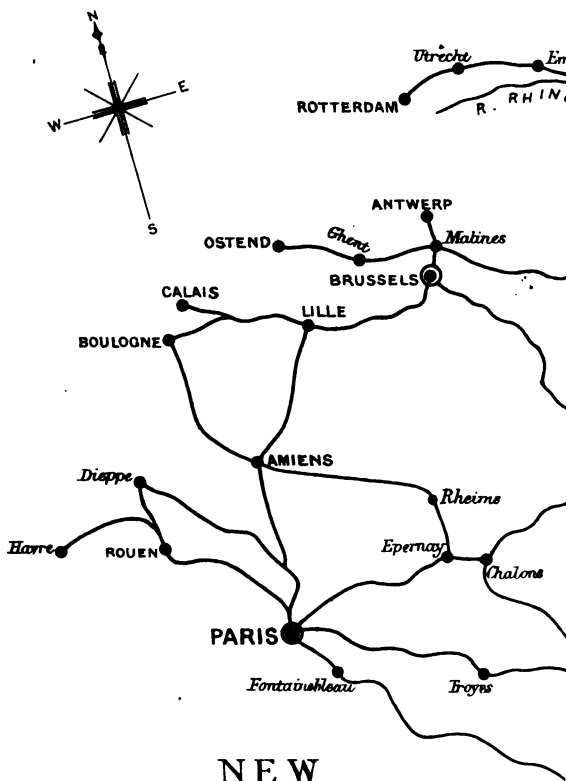 N
E
W
S
Utrecht
Em
ROTTERDAM
R. RHIN
ANTWERP
OSTEND
Ghent
Malines
BRUSSELS
CALAIS
LILLE
BOULOGNE
AMIENS
Dieppe
Rheims
Havre
ROUEN
Epernay
Chalons
PARIS
Fontainebleau
Troyes
NEW